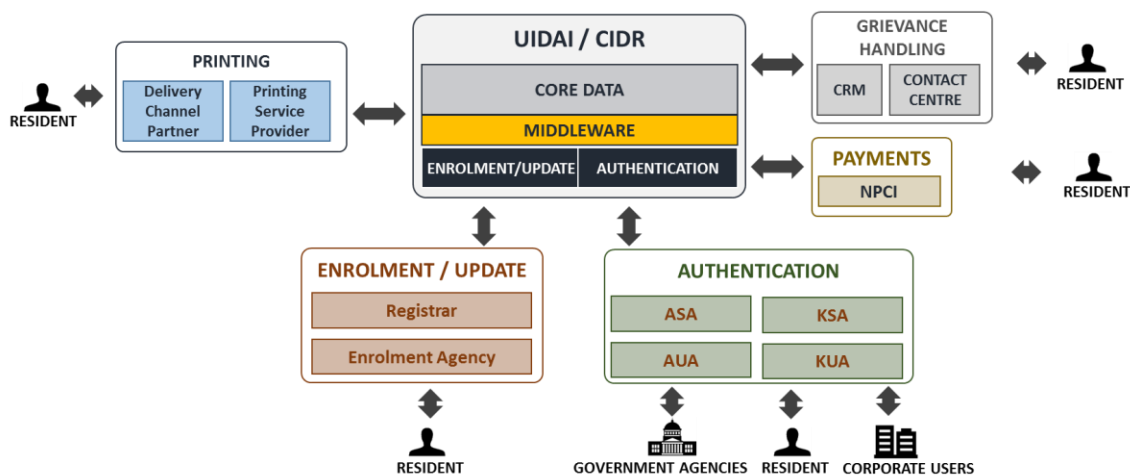 UIDAI / CIDR
CORE DATA
MIDDLEWARE
ENROLMENT/UPDATE
AUTHENTICATION
PRINTING
Delivery
Channel
Partner
Printing
Service
Provider
RESIDENT
GRIEVANCE
HANDLING
CRM
CONTACT
CENTRE
RESIDENT
PAYMENTS
NPCI
RESIDENT
ENROLMENT / UPDATE
Registrar
Enrolment Agency
RESIDENT
AUTHENTICATION
ASA
KSA
AUA
KUA
GOVERNMENT AGENCIES
RESIDENT
CORPORATE USERS